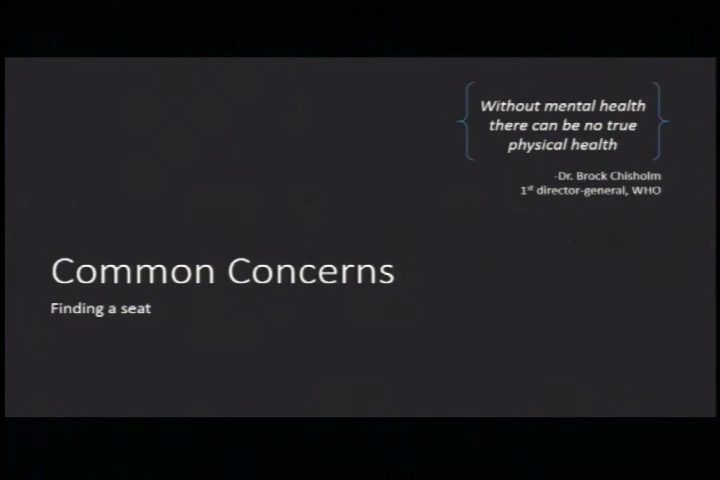 Without mental health
there can be no true
physical health
-Dr. Brock Chisholm
1st director-general, WHO
Common Concerns
Finding a seat